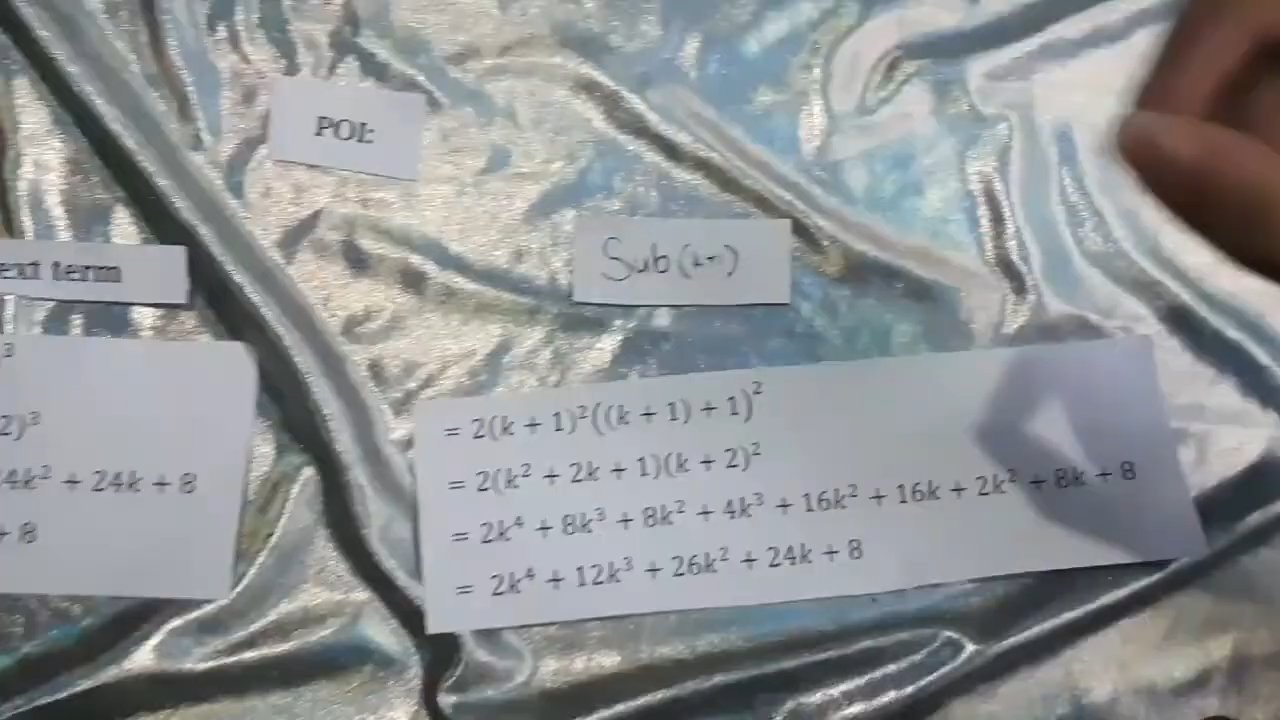 POI:
ext term
Sub(k+1)
3
2)³
4k² + 24k + 8
+ 8
= 2(k + 1)²((k + 1) + 1)²
= 2(k² + 2k + 1)(k + 2)²
= 2k⁴ + 8k³ + 8k² + 4k³ + 16k² + 16k + 2k² + 8k + 8
= 2k⁴ + 12k³ + 26k² + 24k + 8